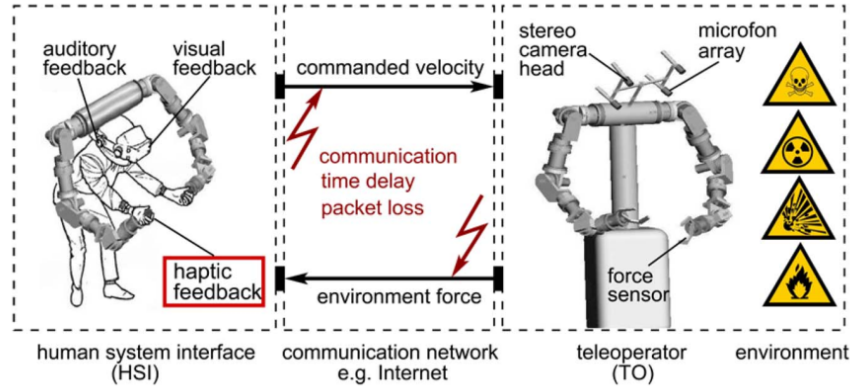 auditory feedback
visual feedback
haptic feedback
commanded velocity
communication
time delay
packet loss
environment force
stereo camera head
microfon array
force sensor
human system interface
(HSI)
communication network
e.g. Internet
teleoperator
(TO)
environment